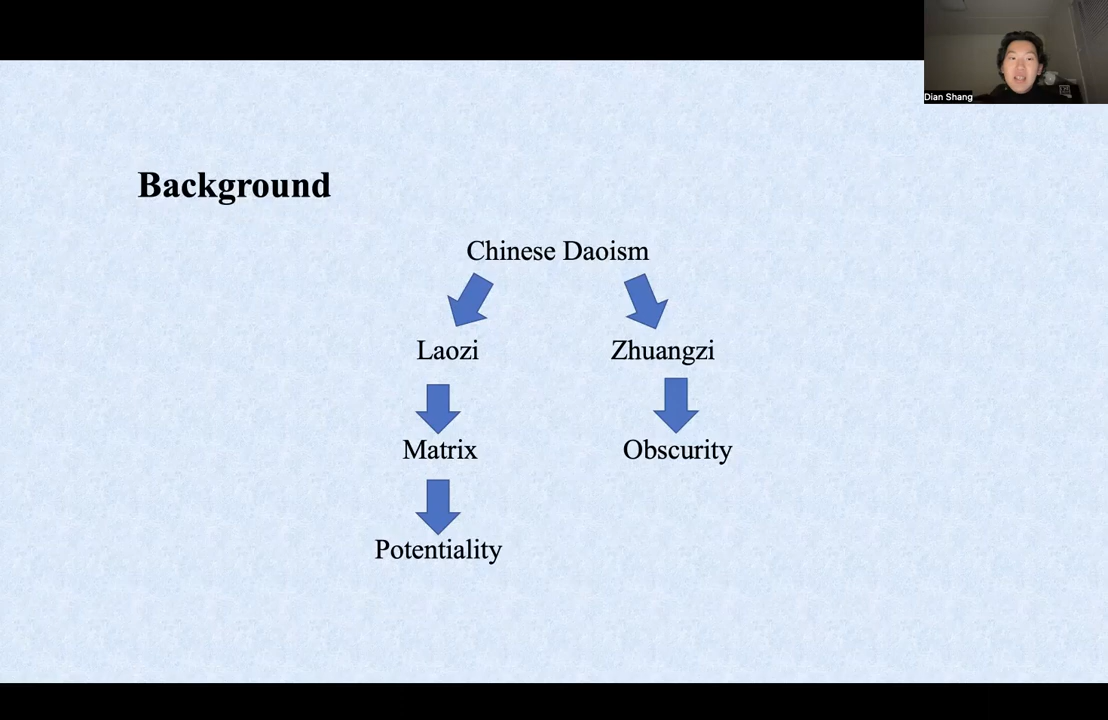 Dian Shang
Background
Chinese Daoism
Laozi
Zhuangzi
Matrix
Obscurity
Potentiality